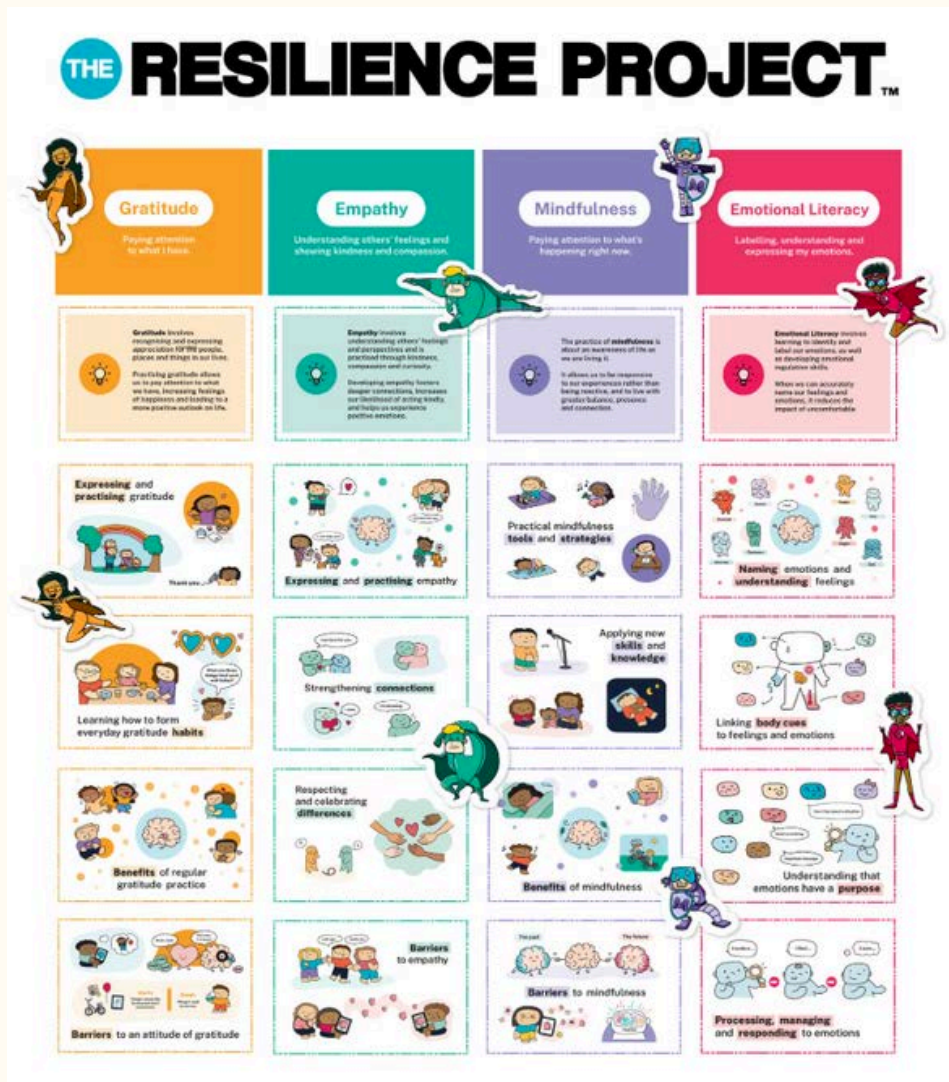 THE RESILIENCE PROJECT™
Gratitude
Paying attention
to what I have.
Empathy
Understanding others' feelings and
showing kindness and compassion.
Mindfulness
Paying attention to what's
happening right now.
Emotional Literacy
Labelling, understanding and
expressing my emotions.
Gratitude involves
recognising and expressing
appreciation for the people,
places and things in our lives.
Practising gratitude allows
us to pay attention to what
we have, increasing feelings
of happiness and leading to a
more positive outlook on life.
Empathy involves
understanding others' feelings
and perspectives and is
practised through kindness,
compassion and curiosity.
Developing empathy fosters
deeper connections, increases
our likelihood of acting kindly,
and helps us experience
positive emotions.
The practice of mindfulness is
about an awareness of life as
we are living it.
It allows us to be responsive
to our experiences rather than
being reactive, and to live with
greater balance, presence
and connection.
Emotional Literacy involves
learning to identify and
label our emotions, as well
as developing emotional
regulation skills.
When we can accurately
name our feelings and
emotions, it reduces the
impact of uncomfortable
Expressing and
practising gratitude
Thank you
Expressing and practising empathy
Practical mindfulness
tools and strategies
Naming emotions and
understanding feelings
Learning how to form
everyday gratitude habits
Strengthening connections
Applying new
skills and
knowledge
Linking body cues
to feelings and emotions
Benefits of regular
gratitude practice
Respecting
and celebrating
differences
Benefits of mindfulness
Understanding that
emotions have a purpose
Barriers to an attitude of gratitude
Barriers
to empathy
The past
The future
Barriers to mindfulness
Processing, managing
and responding to emotions